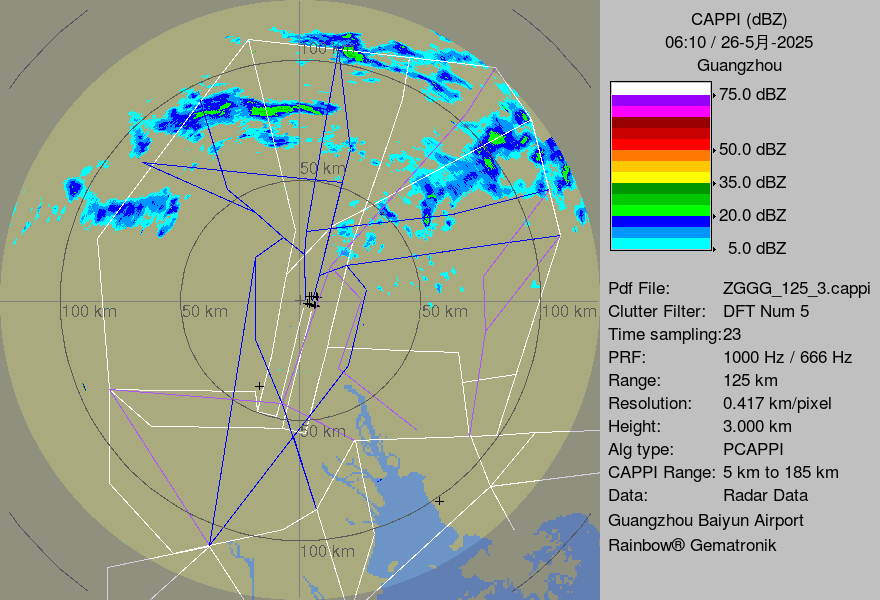 CAPPI (dBZ)
06:10 / 26-5月-2025
Guangzhou
75.0 dBZ
50.0 dBZ
35.0 dBZ
20.0 dBZ
5.0 dBZ
Pdf File: ZGGG_125_3.cappi
Clutter Filter: DFT Num 5
Time sampling:23
PRF: 1000 Hz / 666 Hz
Range: 125 km
Resolution: 0.417 km/pixel
Height: 3.000 km
Alg type: PCAPPI
CAPPI Range: 5 km to 185 km
Data: Radar Data
Guangzhou Baiyun Airport
Rainbow® Gematronik
100 km
50 km
100 km
50 km
50 km
100 km
50 km
100 km